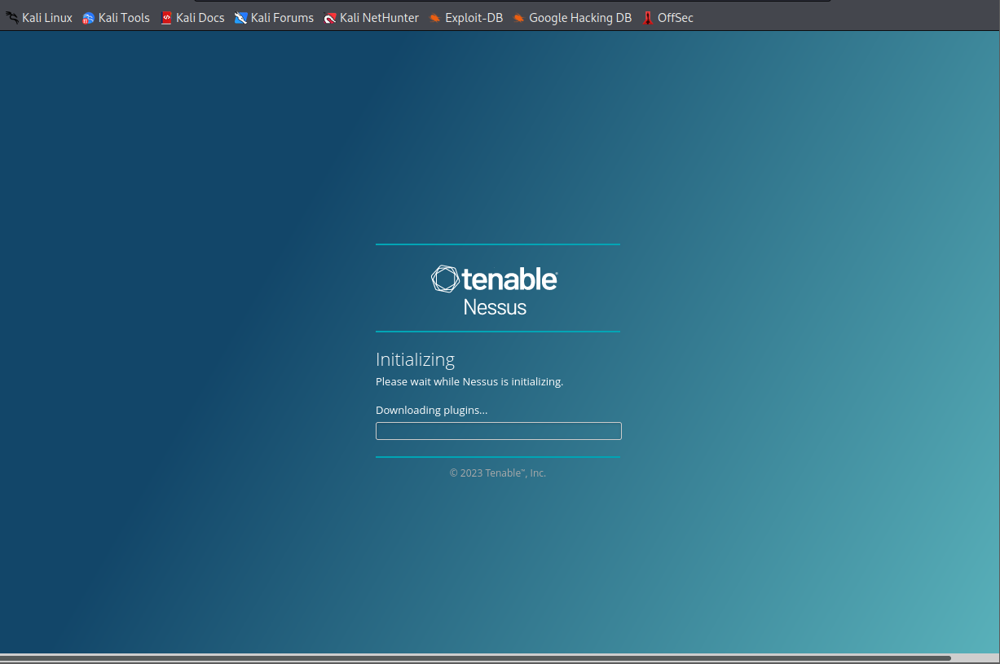 Kali Linux Kali Tools Kali Docs Kali Forums Kali NetHunter Exploit-DB Google Hacking DB OffSec
tenable
Nessus
Initializing
Please wait while Nessus is initializing.
Downloading plugins...
© 2023 Tenable™, Inc.